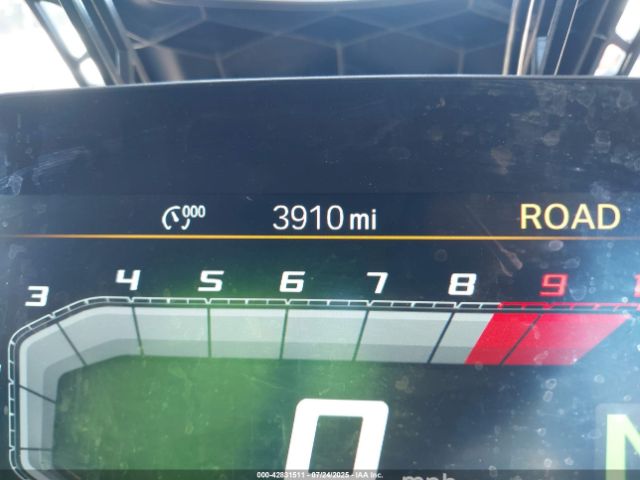 000 3910 mi ROAD
3 4 5 6 7 8 9
0 mph N
000-42831511 - 07/24/2025 - IAA Inc.